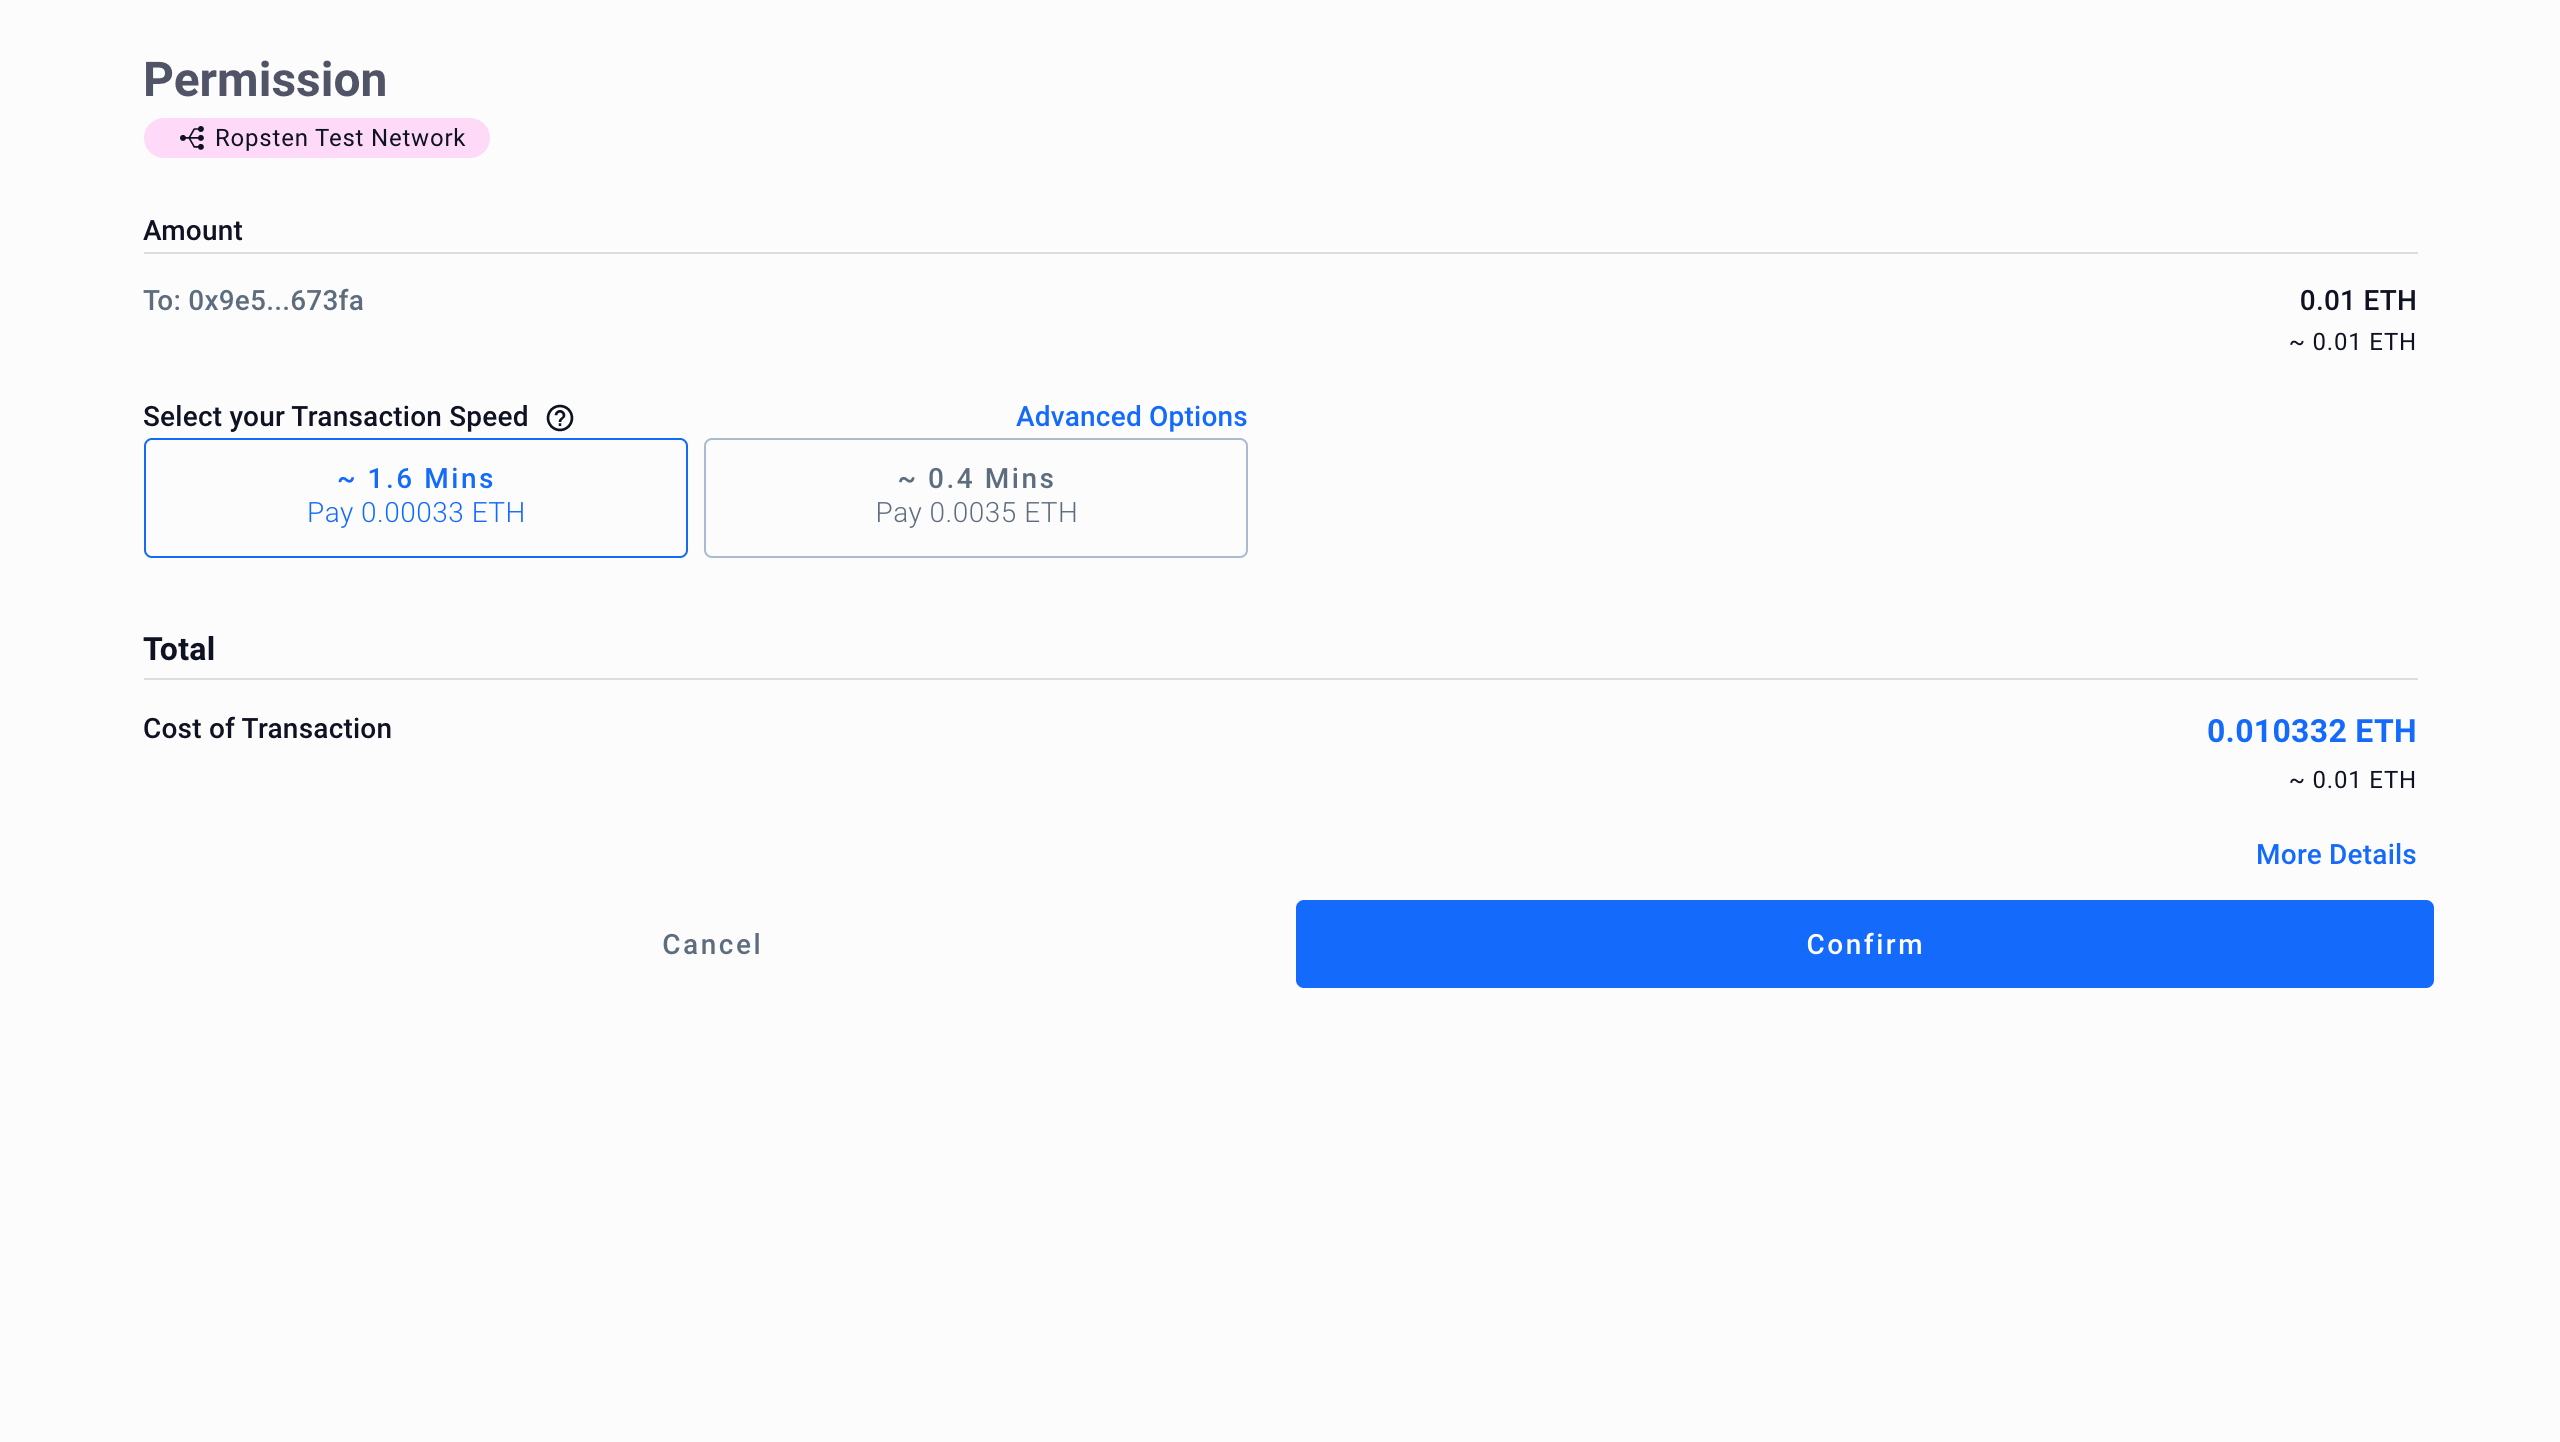 Permission
Ropsten Test Network
Amount
To: 0x9e5...673fa
0.01 ETH
~ 0.01 ETH
Select your Transaction Speed
Advanced Options
~ 1.6 Mins
Pay 0.00033 ETH
~ 0.4 Mins
Pay 0.0035 ETH
Total
Cost of Transaction
0.010332 ETH
~ 0.01 ETH
More Details
Cancel
Confirm